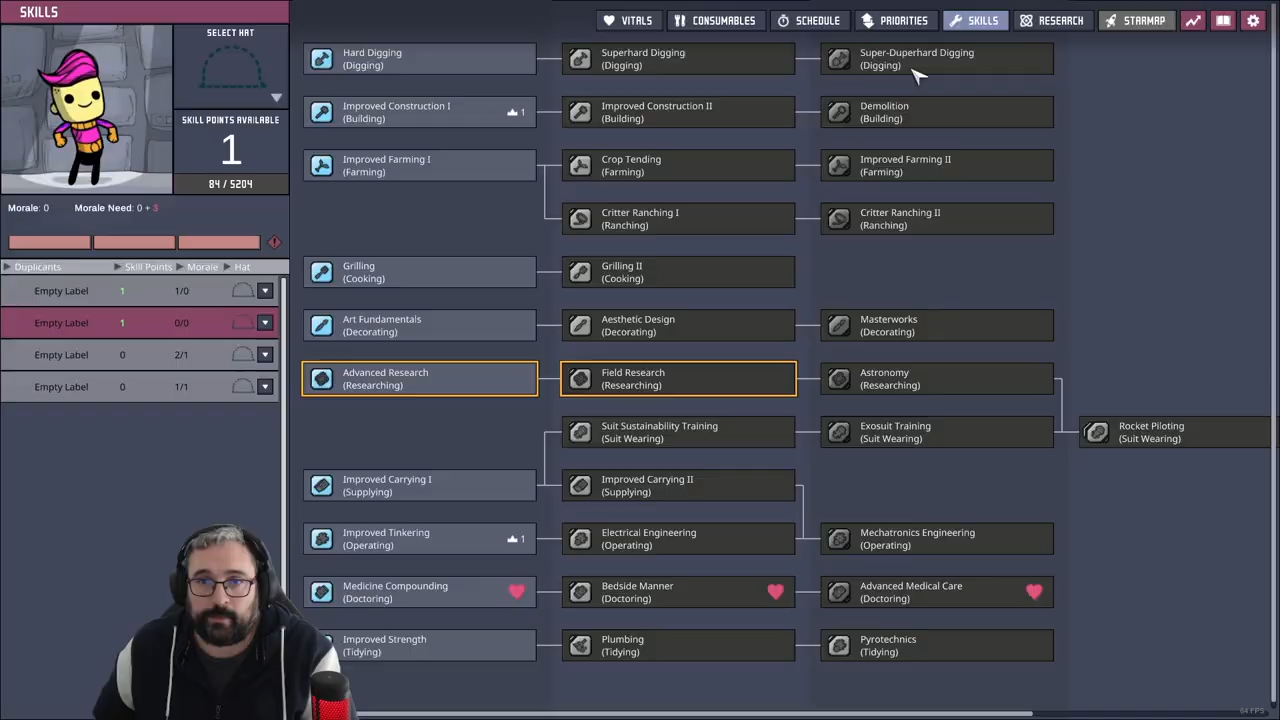 SKILLS
VITALS
CONSUMABLES
SCHEDULE
PRIORITIES
SKILLS
RESEARCH
STARMAP
SELECT HAT
SKILL POINTS AVAILABLE
1
84 / 5204
Morale: 0
Morale Need: 0 + 3
Duplicants
Skill Points
Morale
Hat
Empty Label 1 1/0
Empty Label 1 0/0
Empty Label 0 2/1
Empty Label 0 1/1
Hard Digging
(Digging)
Superhard Digging
(Digging)
Super-Duperhard Digging
(Digging)
Improved Construction I
(Building)
1
Improved Construction II
(Building)
Demolition
(Building)
Improved Farming I
(Farming)
Crop Tending
(Farming)
Improved Farming II
(Farming)
Critter Ranching I
(Ranching)
Critter Ranching II
(Ranching)
Grilling
(Cooking)
Grilling II
(Cooking)
Art Fundamentals
(Decorating)
Aesthetic Design
(Decorating)
Masterworks
(Decorating)
Advanced Research
(Researching)
Field Research
(Researching)
Astronomy
(Researching)
Suit Sustainability Training
(Suit Wearing)
Exosuit Training
(Suit Wearing)
Rocket Piloting
(Suit Wearing)
Improved Carrying I
(Supplying)
Improved Carrying II
(Supplying)
Improved Tinkering
(Operating)
1
Electrical Engineering
(Operating)
Mechatronics Engineering
(Operating)
Medicine Compounding
(Doctoring)
Bedside Manner
(Doctoring)
Advanced Medical Care
(Doctoring)
Improved Strength
(Tidying)
Plumbing
(Tidying)
Pyrotechnics
(Tidying)
64 FPS